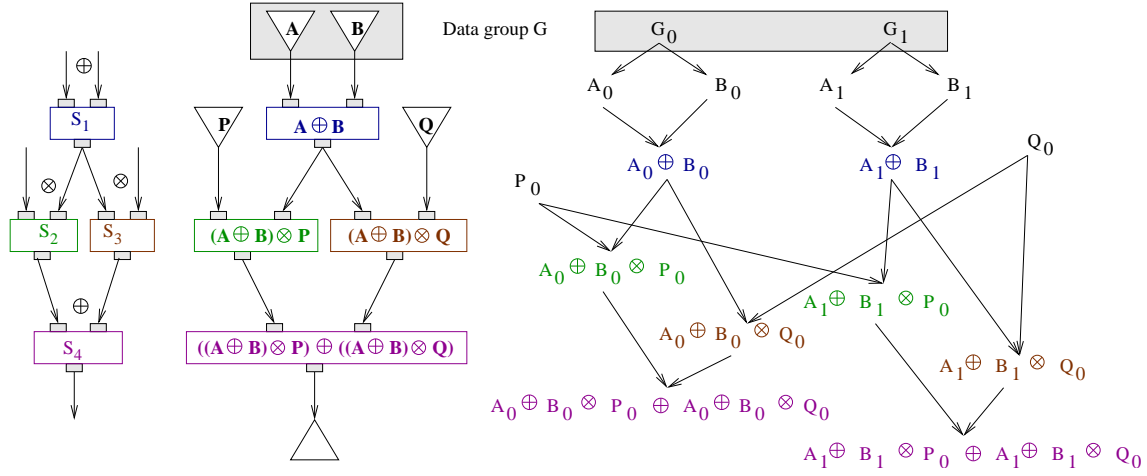 A B Data group G G₀ G₁
⊕ A₀ B₀ A₁ B₁
S₁ P A ⊕ B Q
A₀ ⊕ B₀ A₁ ⊕ B₁ Q₀
⊗ ⊗ P₀
S₂ S₃ (A ⊕ B) ⊗ P (A ⊕ B) ⊗ Q
A₀ ⊕ B₀ ⊗ P₀
A₁ ⊕ B₁ ⊗ P₀
⊕
A₀ ⊕ B₀ ⊗ Q₀
S₄ ((A ⊕ B) ⊗ P) ⊕ ((A ⊕ B) ⊗ Q)
A₁ ⊕ B₁ ⊗ Q₀
A₀ ⊕ B₀ ⊗ P₀ ⊕ A₀ ⊕ B₀ ⊗ Q₀
A₁ ⊕ B₁ ⊗ P₀ ⊕ A₁ ⊕ B₁ ⊗ Q₀